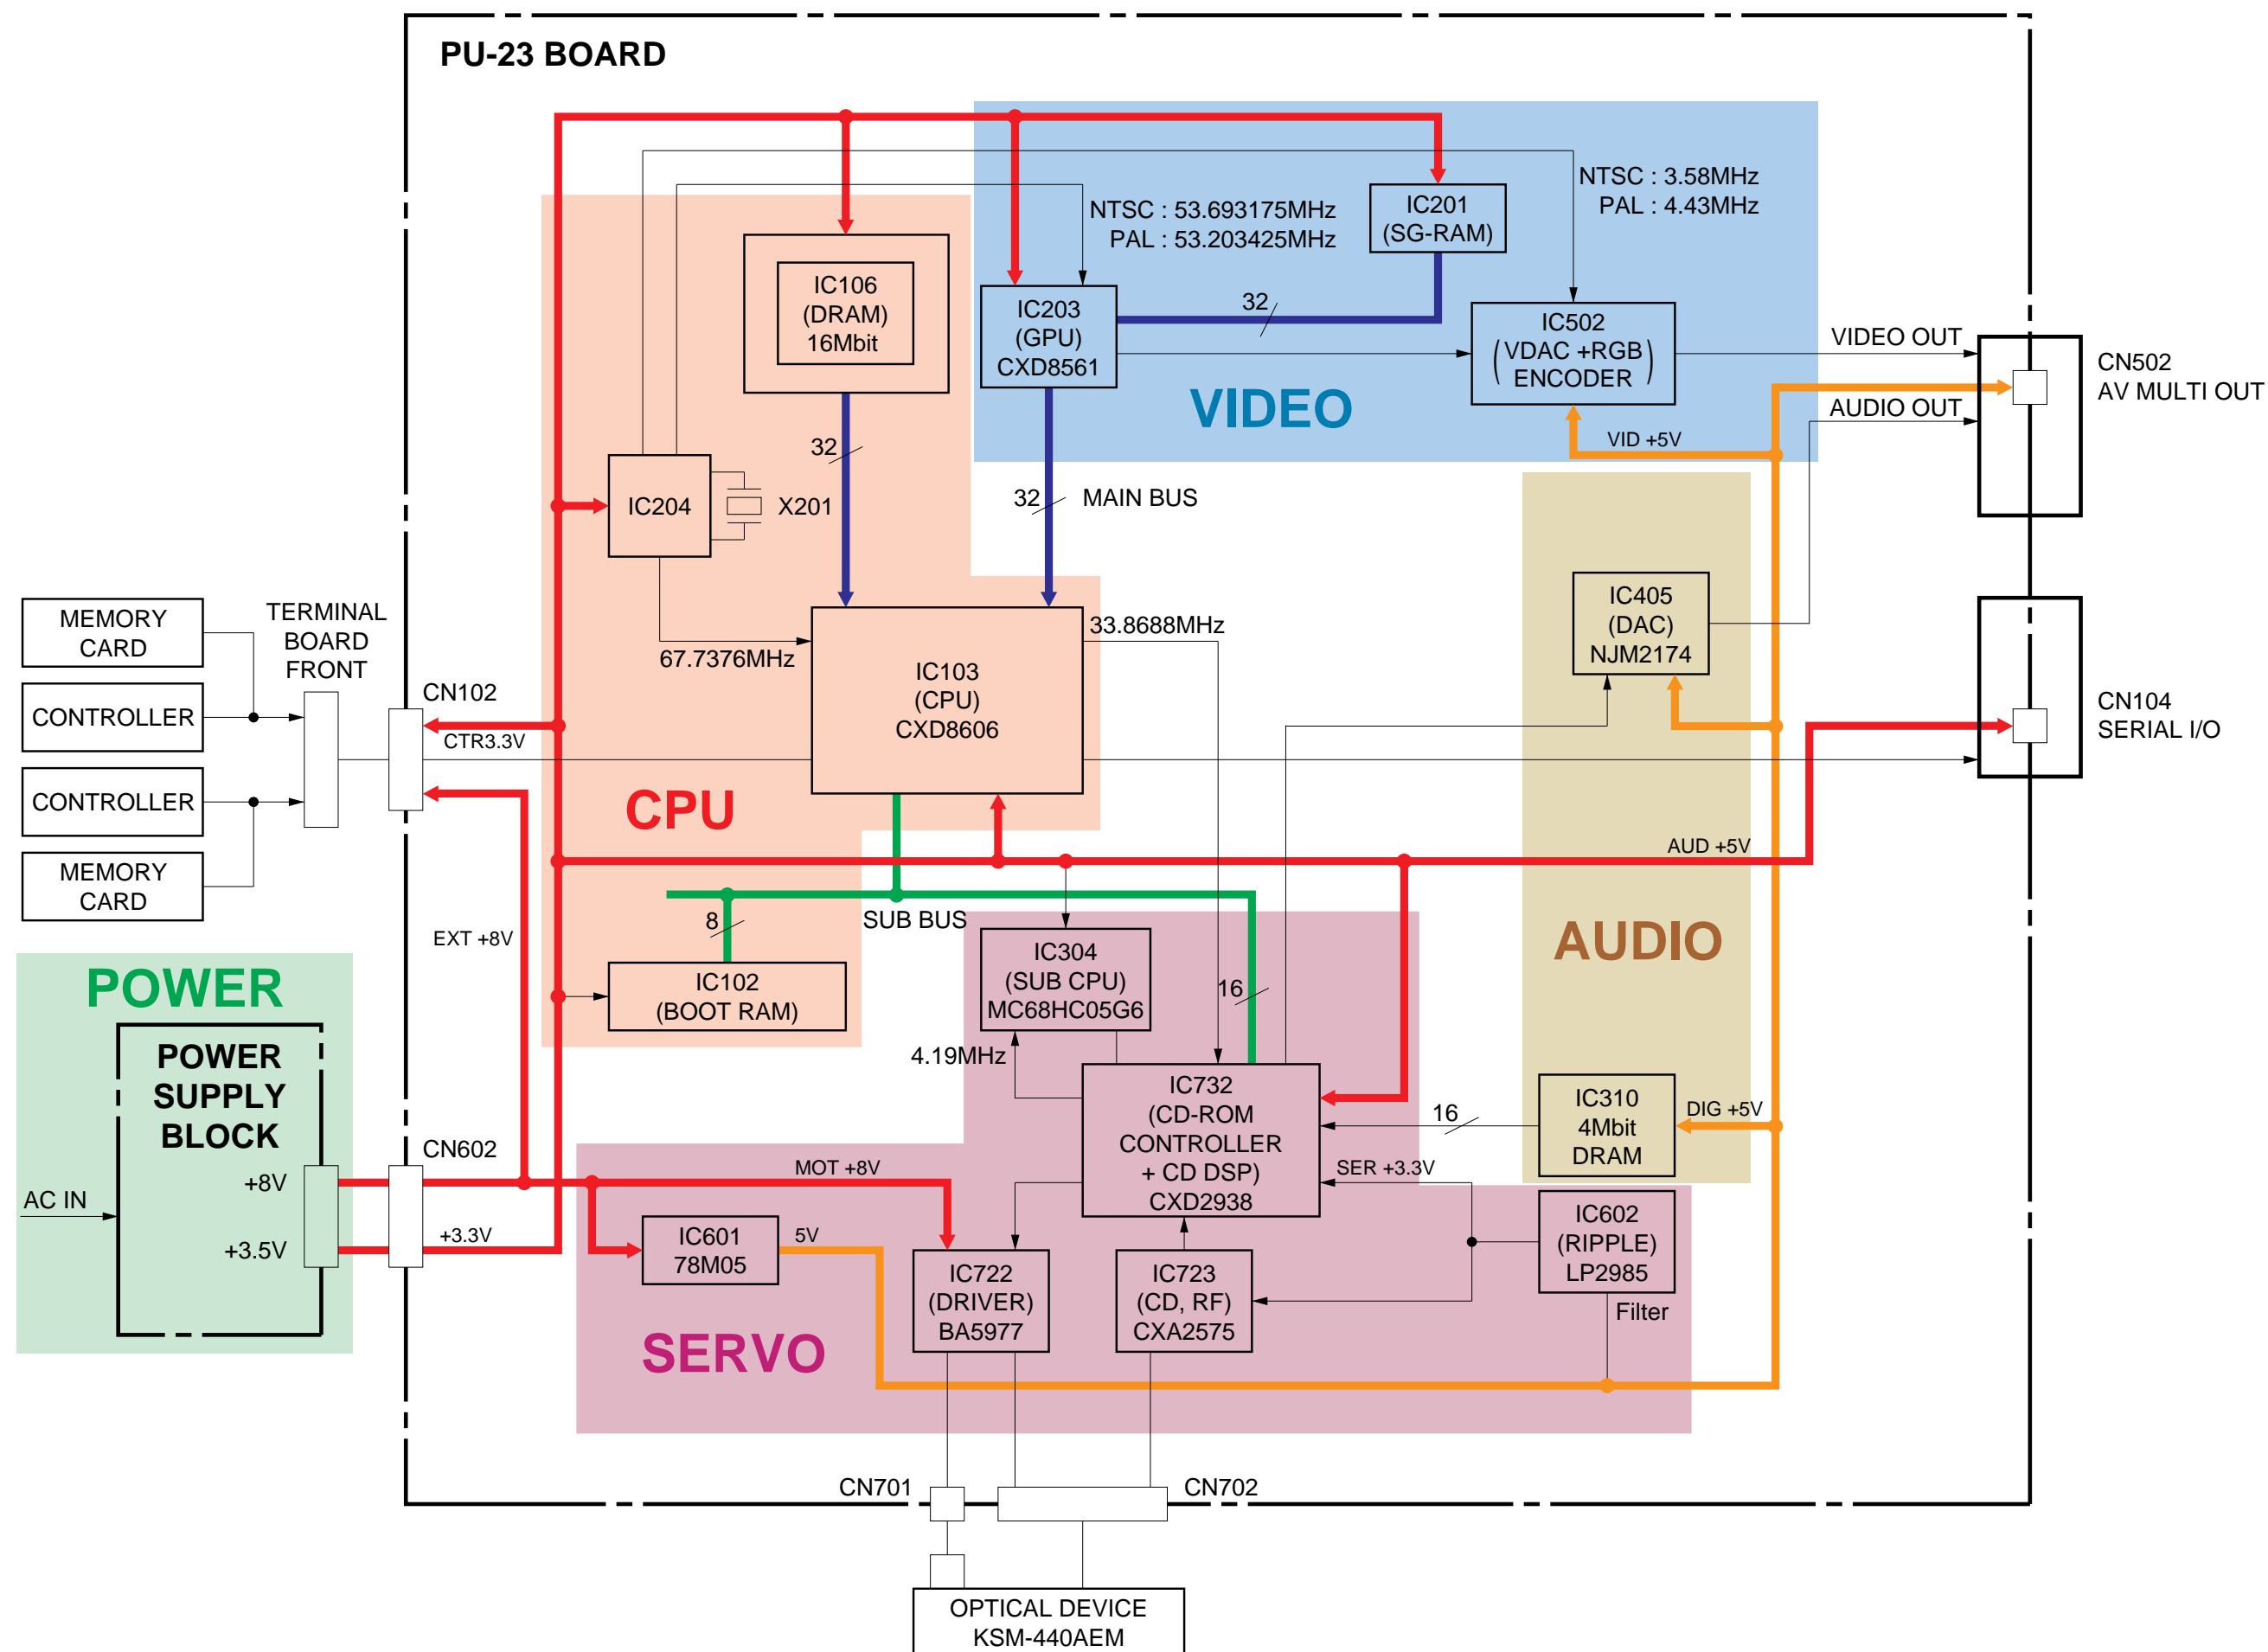 PU-23 BOARD
NTSC : 53.693175MHz
PAL : 53.203425MHz
IC201
(SG-RAM)
NTSC : 3.58MHz
PAL : 4.43MHz
IC106
(DRAM)
16Mbit
IC203
(GPU)
CXD8561
32
IC502
(VDAC +RGB
ENCODER)
VIDEO OUT
CN502
AV MULTI OUT
VIDEO
AUDIO OUT
VID +5V
32
IC204
X201
32
MAIN BUS
MEMORY
CARD
TERMINAL
BOARD
FRONT
CONTROLLER
CONTROLLER
MEMORY
CARD
CN102
CTR3.3V
67.7376MHz
IC103
(CPU)
CXD8606
33.8688MHz
IC405
(DAC)
NJM2174
CN104
SERIAL I/O
CPU
AUD +5V
SUB BUS
8
EXT +8V
AUDIO
POWER
IC102
(BOOT RAM)
IC304
(SUB CPU)
MC68HC05G6
16
4.19MHz
POWER
SUPPLY
BLOCK
+8V
AC IN
+3.5V
CN602
+3.3V
IC732
(CD-ROM
CONTROLLER
+ CD DSP)
CXD2938
16
IC310
4Mbit
DRAM
DIG +5V
MOT +8V
SER +3.3V
IC601
78M05
5V
IC602
(RIPPLE)
LP2985
Filter
IC722
(DRIVER)
BA5977
IC723
(CD, RF)
CXA2575
SERVO
CN701
CN702
OPTICAL DEVICE
KSM-440AEM